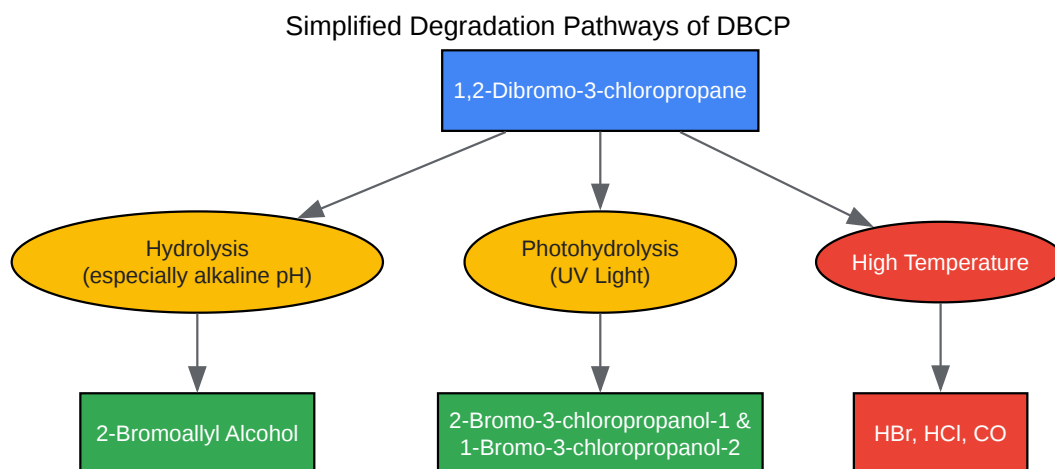 Simplified Degradation Pathways of DBCP
1,2-Dibromo-3-chloropropane
Hydrolysis
(especially alkaline pH)
Photohydrolysis
(UV Light)
High Temperature
2-Bromoallyl Alcohol
2-Bromo-3-chloropropanol-1 &
1-Bromo-3-chloropropanol-2
HBr, HCl, CO